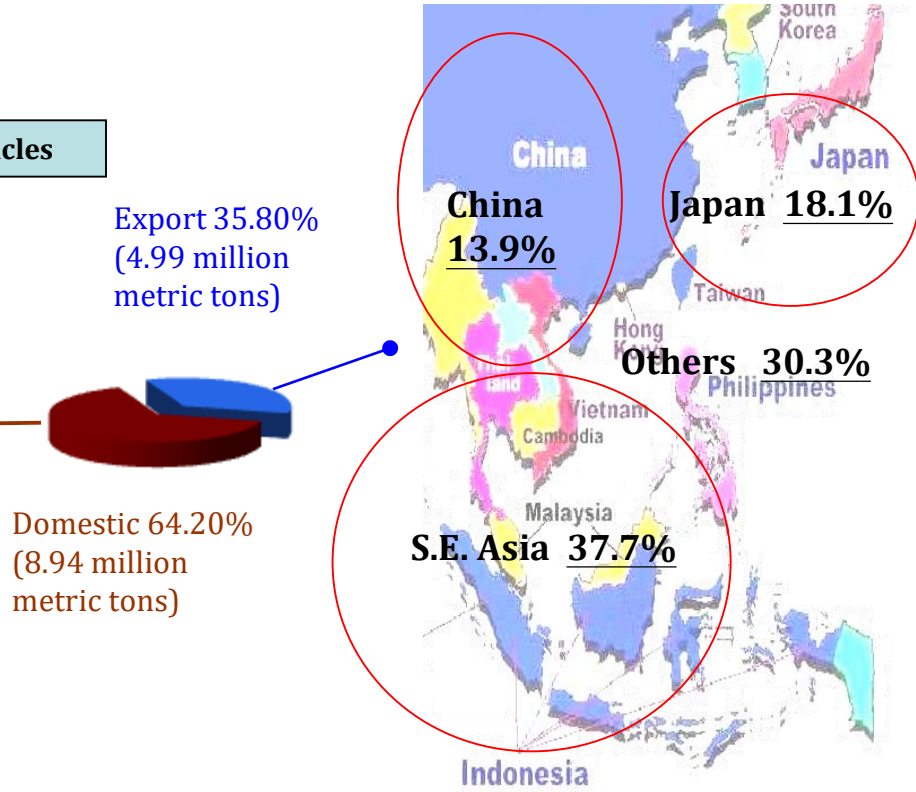 South
Korea
cles
China
Japan
Export 35.80%
(4.99 million
metric tons)
China
13.9%
Japan 18.1%
Taiwan
Hong
Others 30.3%
Philippines
land
Vietnam
Cambodia
Domestic 64.20%
(8.94 million
metric tons)
Malaysia
S.E. Asia 37.7%
Indonesia